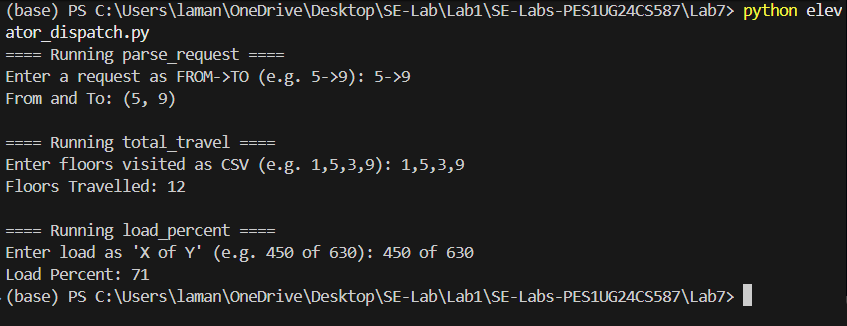 (base) PS C:\Users\laman\OneDrive\Desktop\SE-Lab\Lab1\SE-Labs-PES1UG24CS587\Lab7> python elev
ator_dispatch.py
==== Running parse_request ====
Enter a request as FROM->TO (e.g. 5->9): 5->9
From and To: (5, 9)

==== Running total_travel ====
Enter floors visited as CSV (e.g. 1,5,3,9): 1,5,3,9
Floors Travelled: 12

==== Running load_percent ====
Enter load as 'X of Y' (e.g. 450 of 630): 450 of 630
Load Percent: 71
(base) PS C:\Users\laman\OneDrive\Desktop\SE-Lab\Lab1\SE-Labs-PES1UG24CS587\Lab7>